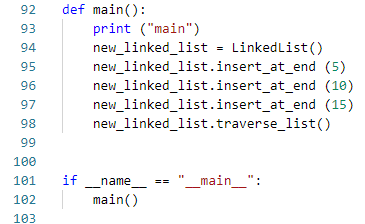 92 def main():
93     print ("main")
94     new_linked_list = LinkedList()
95     new_linked_list.insert_at_end (5)
96     new_linked_list.insert_at_end (10)
97     new_linked_list.insert_at_end (15)
98     new_linked_list.traverse_list()
99
100
101 if __name__ == "__main__":
102     main()
103